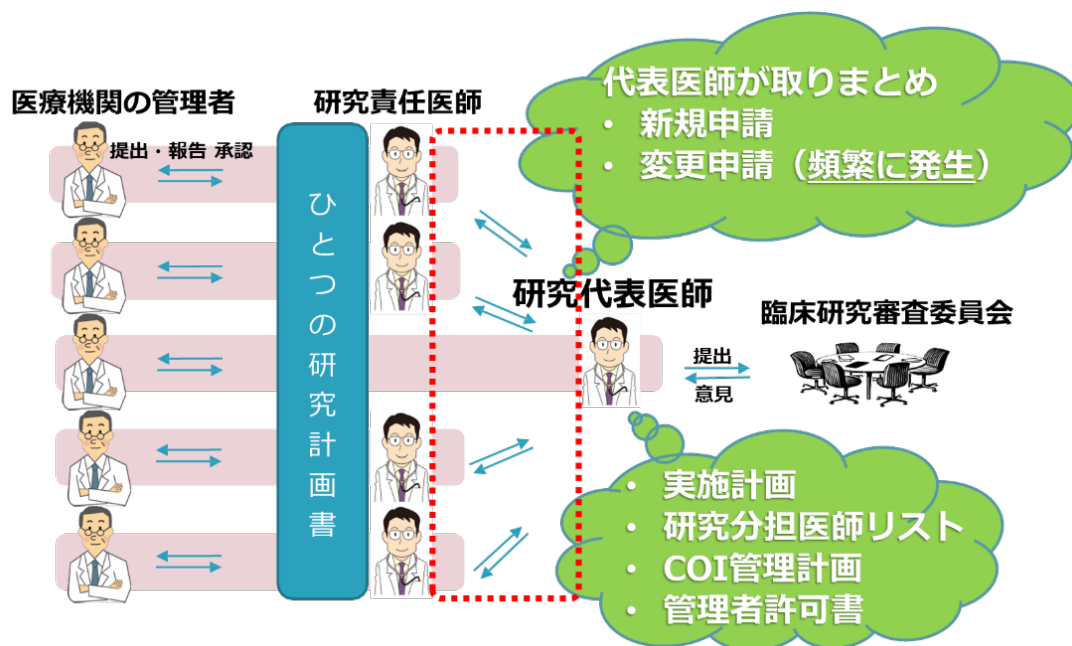 医療機関の管理者
研究責任医師
提出・報告 承認
ひとつの研究計画書
代表医師が取りまとめ
• 新規申請
• 変更申請（頻繁に発生）
研究代表医師
臨床研究審査委員会
提出
意見
• 実施計画
• 研究分担医師リスト
• COI管理計画
• 管理者許可書